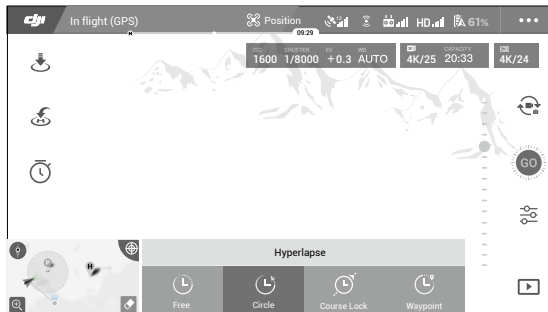 dji In flight (GPS) Position HD 61%
09:29
H
ISO SHUTTER EV WB CAPACITY
1600 1/8000 +0.3 AUTO 4K/25 20:33 4K/24
H
GO
Hyperlapse
H
Free Circle Course Lock Waypoint